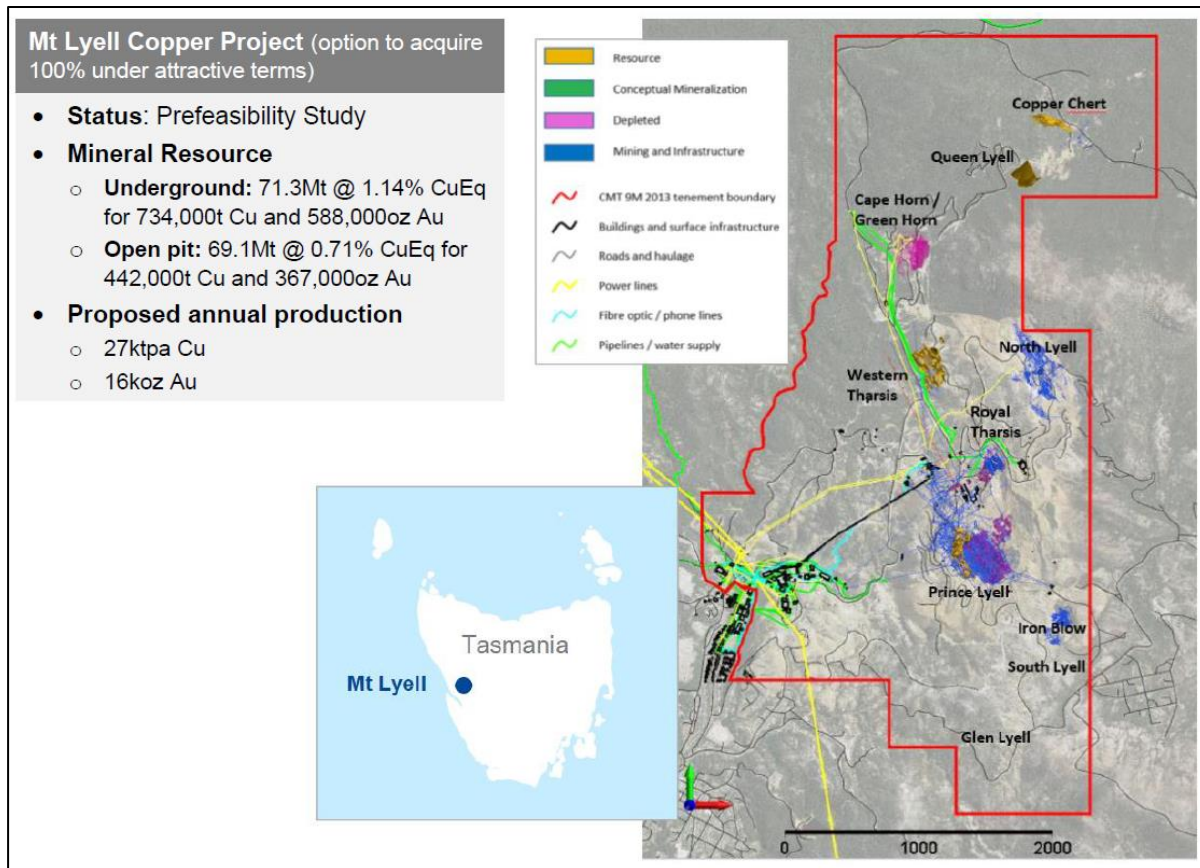 Mt Lyell Copper Project (option to acquire
100% under attractive terms)
• Status: Prefeasibility Study
• Mineral Resource
o Underground: 71.3Mt @ 1.14% CuEq
for 734,000t Cu and 588,000oz Au
o Open pit: 69.1Mt @ 0.71% CuEq for
442,000t Cu and 367,000oz Au
• Proposed annual production
o 27ktpa Cu
o 16koz Au
Resource
Conceptual Mineralization
Depleted
Mining and Infrastructure
CMT 9M 2013 tenement boundary
Buildings and surface infrastructure
Roads and haulage
Power lines
Fibre optic / phone lines
Pipelines / water supply
Copper Chert
Queen Lyell
Cape Horn /
Green Horn
North Lyell
Western
Tharsis
Royal
Tharsis
Prince Lyell
Iron Blow
South Lyell
Glen Lyell
0 1000 2000
Tasmania
Mt Lyell